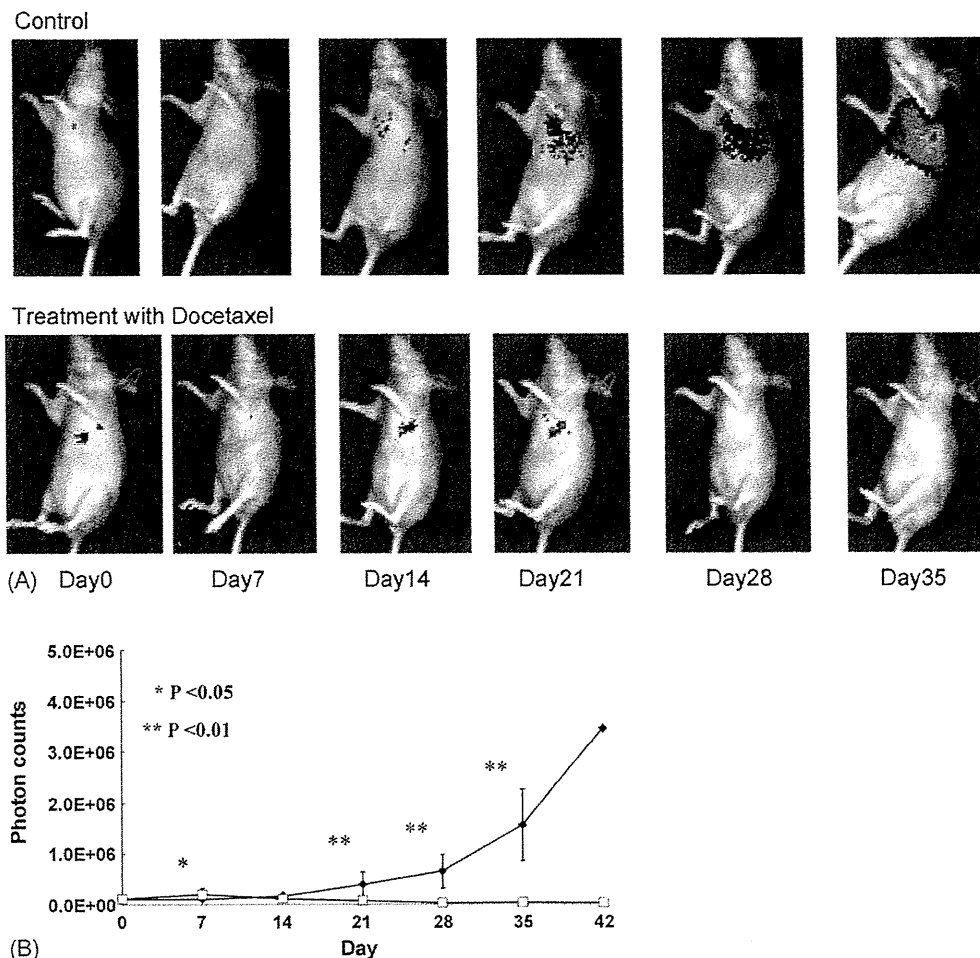 Control
Treatment with Docetaxel
(A) Day0 Day7 Day14 Day21 Day28 Day35
5.0E+06
4.0E+06
3.0E+06
2.0E+06
1.0E+06
0.0E+00
Photon counts
* P <0.05
** P <0.01
*
**
**
**
0 7 14 21 28 35 42
Day
(B)